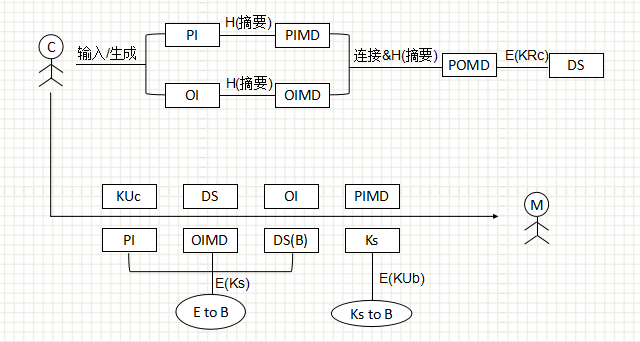 C
输入/生成
PI
H(摘要)
PIMD
OI
H(摘要)
OIMD
连接&H(摘要)
POMD
E(KRc)
DS
KUc
DS
OI
PIMD
M
PI
OIMD
DS(B)
Ks
E(Ks)
E(KUb)
E to B
Ks to B